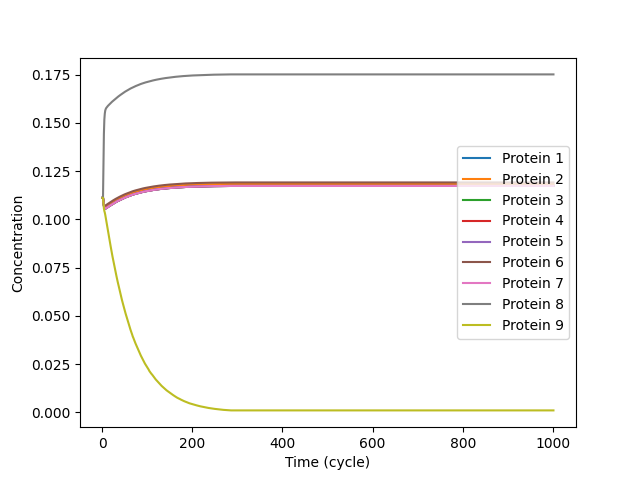 0.175
0.150
0.125
0.100
0.075
0.050
0.025
0.000
Concentration
0 200 400 600 800 1000
Time (cycle)
Protein 1
Protein 2
Protein 3
Protein 4
Protein 5
Protein 6
Protein 7
Protein 8
Protein 9